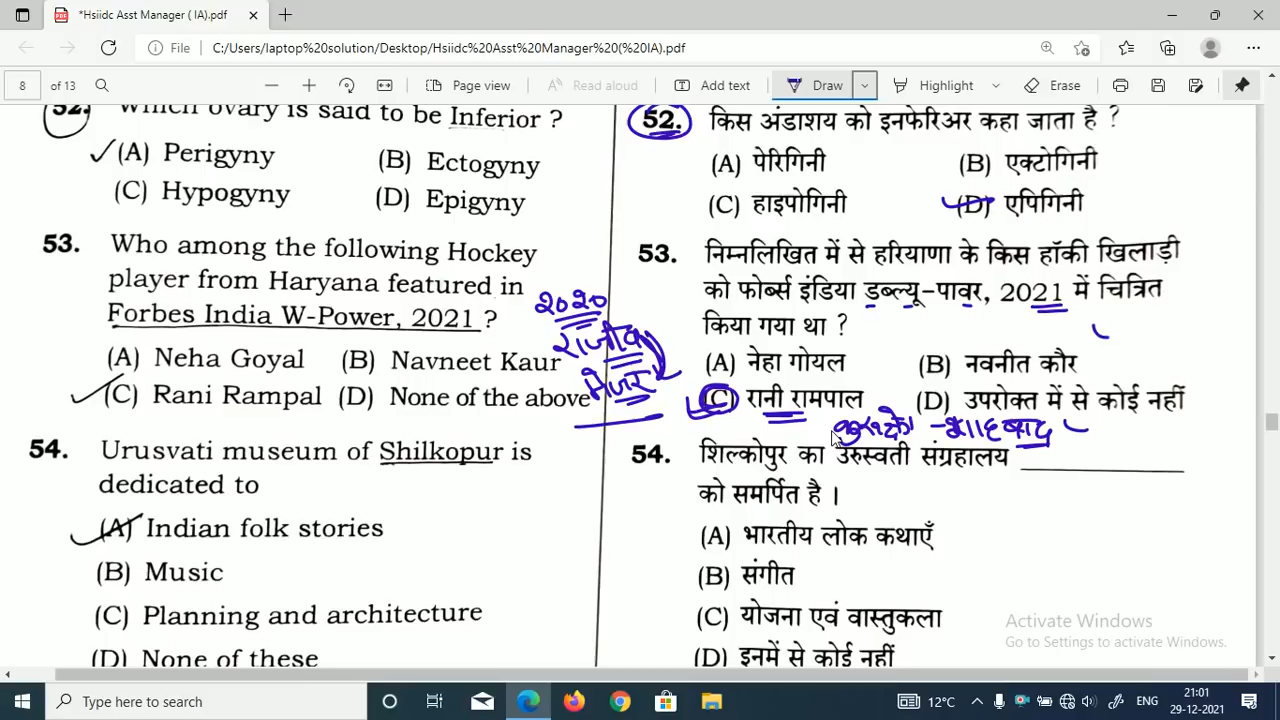 *Hsiidc Asst Manager ( IA).pdf
File C:/Users/laptop%20solution/Desktop/Hsiidc%20Asst%20Manager%20(%20IA).pdf
8 of 13 Page view Read aloud Add text Draw Highlight Erase
52. Which ovary is said to be Inferior ?
(A) Perigyny (B) Ectogyny
(C) Hypogyny (D) Epigyny
53. Who among the following Hockey
player from Haryana featured in
Forbes India W-Power, 2021 ?
(A) Neha Goyal (B) Navneet Kaur
(C) Rani Rampal (D) None of the above
54. Urusvati museum of Shilkopur is
dedicated to
(A) Indian folk stories
(B) Music
(C) Planning and architecture
(D) None of these
2020
राजीव
मेजर
52. किस अंडाशय को इनफेरिअर कहा जाता है ?
(A) पेरिगिनी (B) एक्टोगिनी
(C) हाइपोगिनी (D) एपिगिनी
53. निम्नलिखित में से हरियाणा के किस हॉकी खिलाड़ी
को फोर्ब्स इंडिया डब्ल्यू-पावर, 2021 में चित्रित
किया गया था ?
(A) नेहा गोयल (B) नवनीत कौर
(C) रानी रामपाल (D) उपरोक्त में से कोई नहीं
- शाहबाद
54. शिल्कोपुर का उरुस्वती संग्रहालय
को समर्पित है ।
(A) भारतीय लोक कथाएँ
(B) संगीत
(C) योजना एवं वास्तुकला
(D) इनमें से कोई नहीं
Activate Windows
Go to Settings to activate Windows.
Type here to search
12°C ENG 21:01
29-12-2021